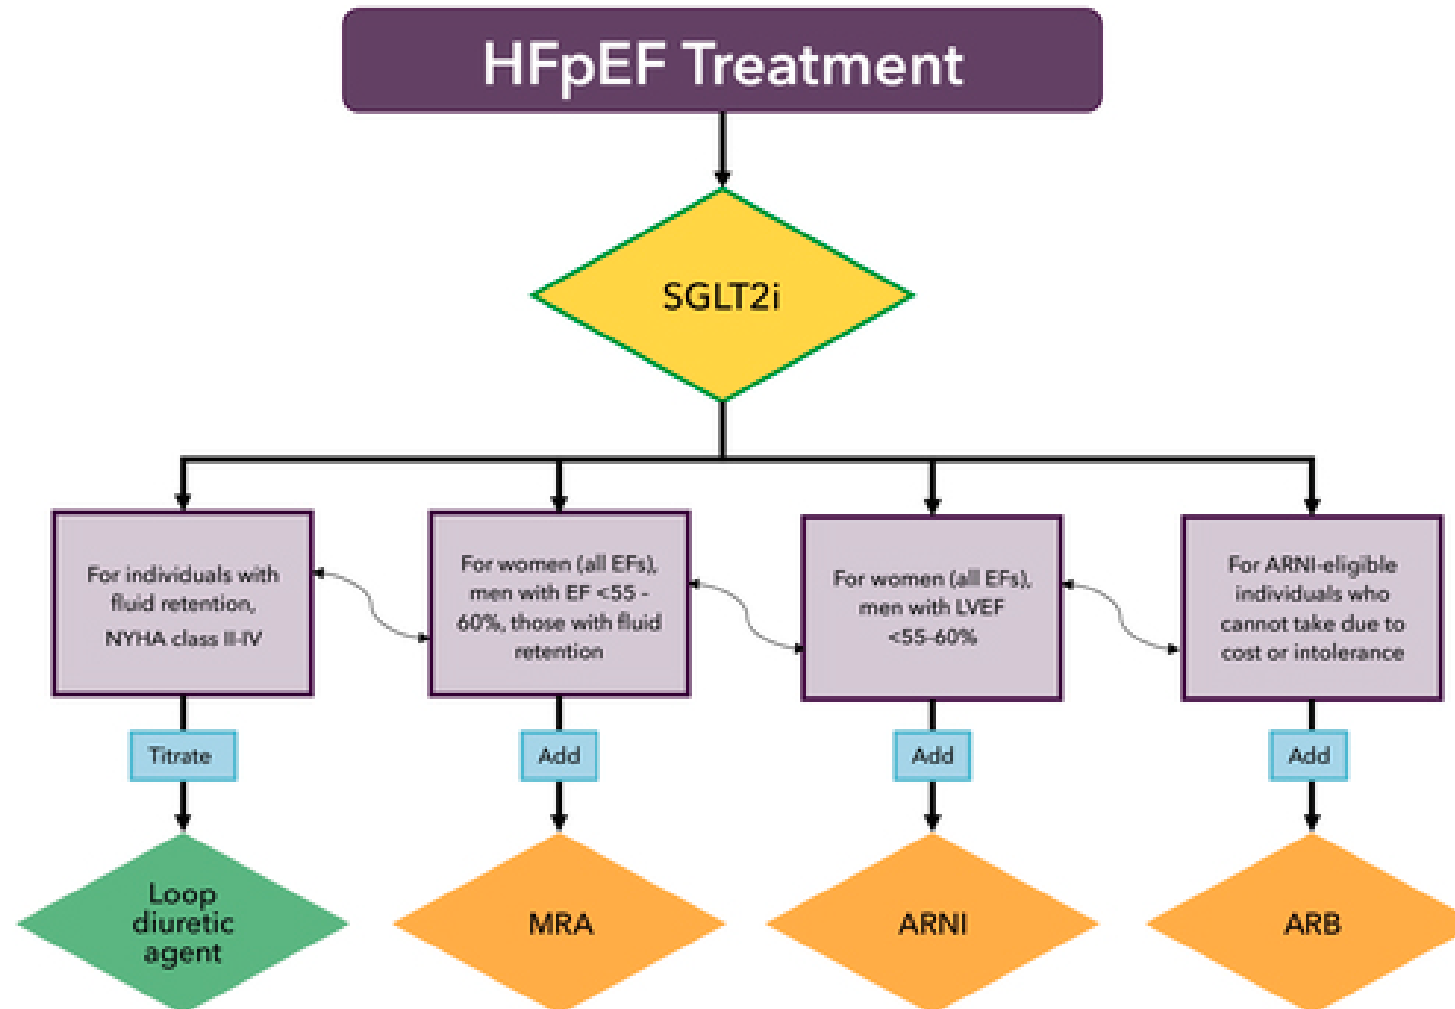 HFpEF Treatment
SGLT2i
For individuals with
fluid retention,
NYHA class II-IV
For women (all EFs),
men with EF <55 -
60%, those with fluid
retention
For women (all EFs),
men with LVEF
<55-60%
For ARNI-eligible
individuals who
cannot take due to
cost or intolerance
Titrate
Add
Add
Add
Loop
diuretic
agent
MRA
ARNI
ARB